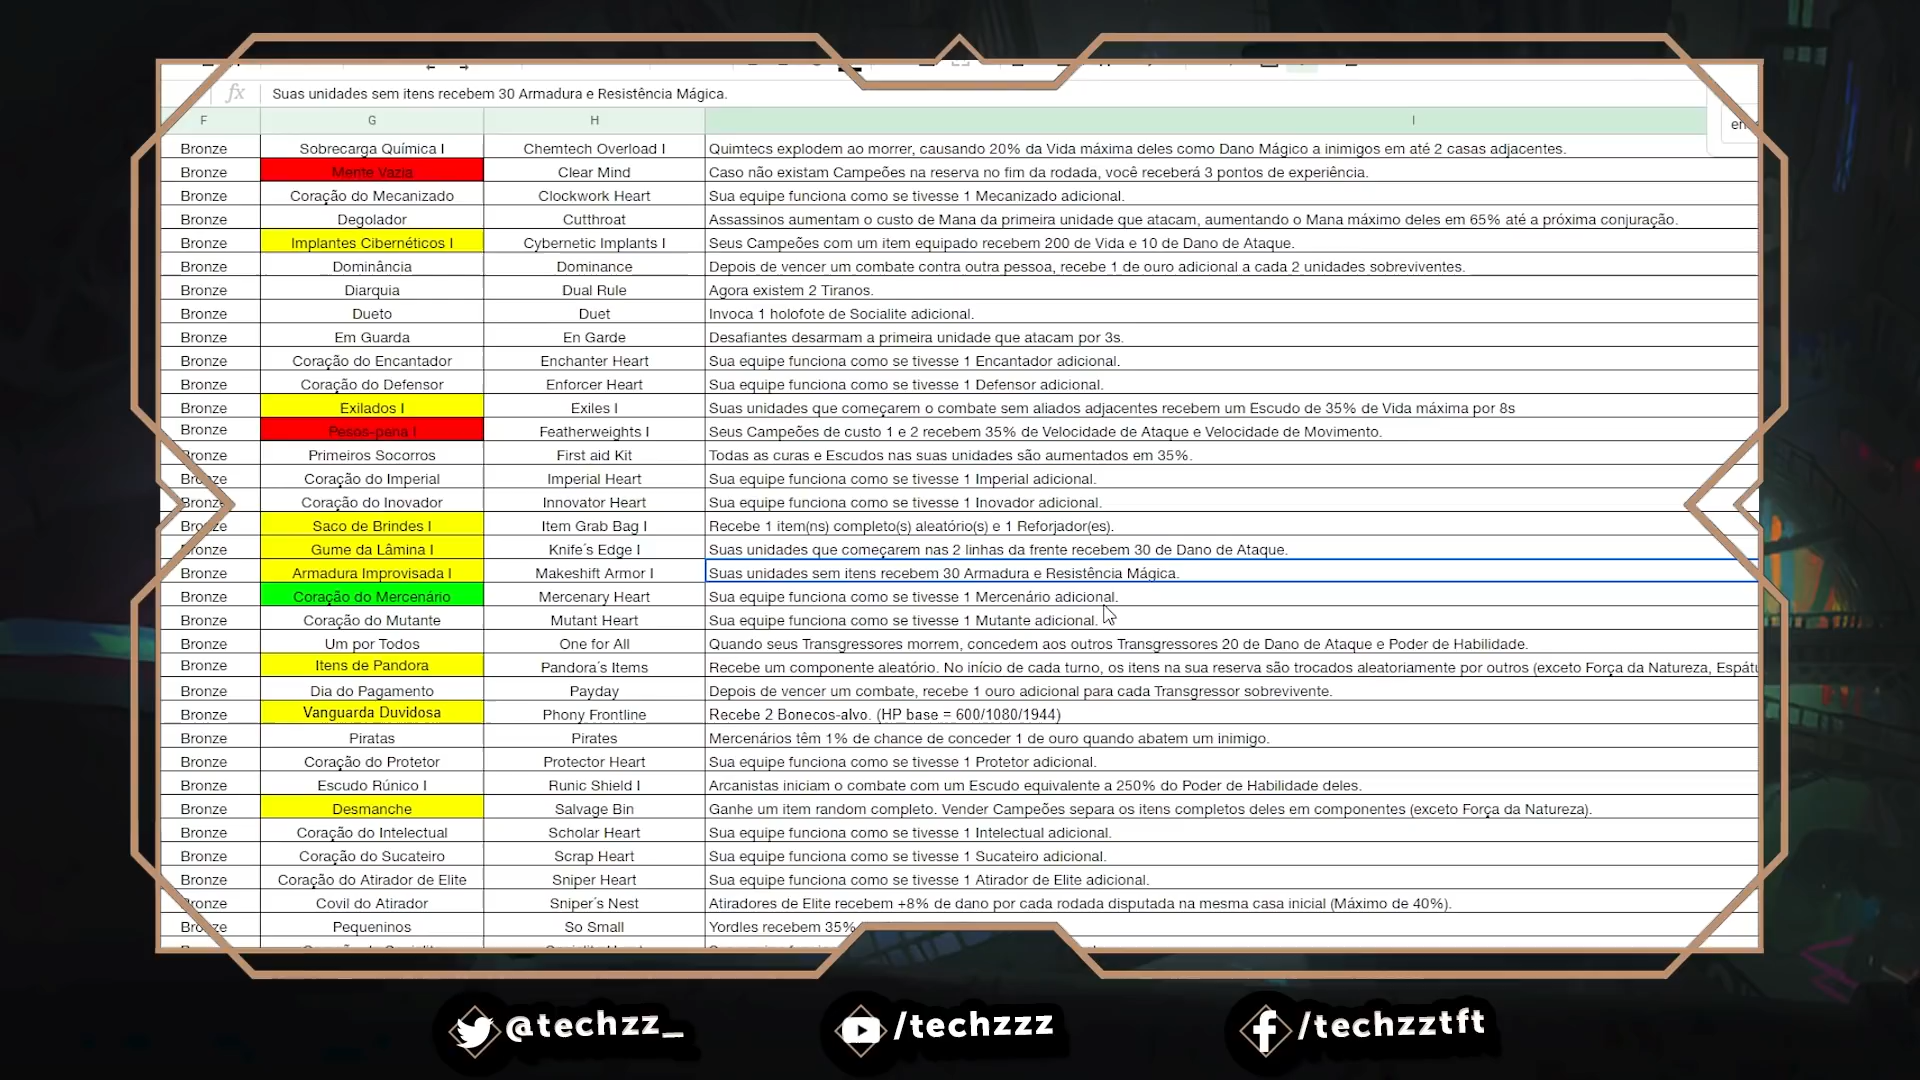 fx Suas unidades sem itens recebem 30 Armadura e Resistência Mágica.
F G H I
Bronze Sobrecarga Química I Chemtech Overload I Quimtecs explodem ao morrer, causando 20% da Vida máxima deles como Dano Mágico a inimigos em até 2 casas adjacentes.
Bronze Mente Vazia Clear Mind Caso não existam Campeões na reserva no fim da rodada, você receberá 3 pontos de experiência.
Bronze Coração do Mecanizado Clockwork Heart Sua equipe funciona como se tivesse 1 Mecanizado adicional.
Bronze Degolador Cutthroat Assassinos aumentam o custo de Mana da primeira unidade que atacam, aumentando o Mana máximo deles em 65% até a próxima conjuração.
Bronze Implantes Cibernéticos I Cybernetic Implants I Seus Campeões com um item equipado recebem 200 de Vida e 10 de Dano de Ataque.
Bronze Dominância Dominance Depois de vencer um combate contra outra pessoa, recebe 1 de ouro adicional a cada 2 unidades sobreviventes.
Bronze Diarquia Dual Rule Agora existem 2 Tiranos.
Bronze Dueto Duet Invoca 1 holofote de Socialite adicional.
Bronze Em Guarda En Garde Desafiantes desarmam a primeira unidade que atacam por 3s.
Bronze Coração do Encantador Enchanter Heart Sua equipe funciona como se tivesse 1 Encantador adicional.
Bronze Coração do Defensor Enforcer Heart Sua equipe funciona como se tivesse 1 Defensor adicional.
Bronze Exilados I Exiles I Suas unidades que começarem o combate sem aliados adjacentes recebem um Escudo de 35% de Vida máxima por 8s
Bronze Pesos-pena I Featherweights I Seus Campeões de custo 1 e 2 recebem 35% de Velocidade de Ataque e Velocidade de Movimento.
Bronze Primeiros Socorros First aid Kit Todas as curas e Escudos nas suas unidades são aumentados em 35%.
Bronze Coração do Imperial Imperial Heart Sua equipe funciona como se tivesse 1 Imperial adicional.
Bronze Coração do Inovador Innovator Heart Sua equipe funciona como se tivesse 1 Inovador adicional.
Bronze Saco de Brindes I Item Grab Bag I Recebe 1 item(ns) completo(s) aleatório(s) e 1 Reforjador(es).
Bronze Gume da Lâmina I Knife´s Edge I Suas unidades que começarem nas 2 linhas da frente recebem 30 de Dano de Ataque.
Bronze Armadura Improvisada I Makeshift Armor I Suas unidades sem itens recebem 30 Armadura e Resistência Mágica.
Bronze Coração do Mercenário Mercenary Heart Sua equipe funciona como se tivesse 1 Mercenário adicional.
Bronze Coração do Mutante Mutant Heart Sua equipe funciona como se tivesse 1 Mutante adicional.
Bronze Um por Todos One for All Quando seus Transgressores morrem, concedem aos outros Transgressores 20 de Dano de Ataque e Poder de Habilidade.
Bronze Itens de Pandora Pandora´s Items Recebe um componente aleatório. No início de cada turno, os itens na sua reserva são trocados aleatoriamente por outros (exceto Força da Natureza, Espátu
Bronze Dia do Pagamento Payday Depois de vencer um combate, recebe 1 ouro adicional para cada Transgressor sobrevivente.
Bronze Vanguarda Duvidosa Phony Frontline Recebe 2 Bonecos-alvo. (HP base = 600/1080/1944)
Bronze Piratas Pirates Mercenários têm 1% de chance de conceder 1 de ouro quando abatem um inimigo.
Bronze Coração do Protetor Protector Heart Sua equipe funciona como se tivesse 1 Protetor adicional.
Bronze Escudo Rúnico I Runic Shield I Arcanistas iniciam o combate com um Escudo equivalente a 250% do Poder de Habilidade deles.
Bronze Desmanche Salvage Bin Ganhe um item random completo. Vender Campeões separa os itens completos deles em componentes (exceto Força da Natureza).
Bronze Coração do Intelectual Scholar Heart Sua equipe funciona como se tivesse 1 Intelectual adicional.
Bronze Coração do Sucateiro Scrap Heart Sua equipe funciona como se tivesse 1 Sucateiro adicional.
Bronze Coração do Atirador de Elite Sniper Heart Sua equipe funciona como se tivesse 1 Atirador de Elite adicional.
Bronze Covil do Atirador Sniper´s Nest Atiradores de Elite recebem +8% de dano por cada rodada disputada na mesma casa inicial (Máximo de 40%).
Bronze Pequeninos So Small Yordles recebem 35%
@techzz_ /techzzz /techzztft